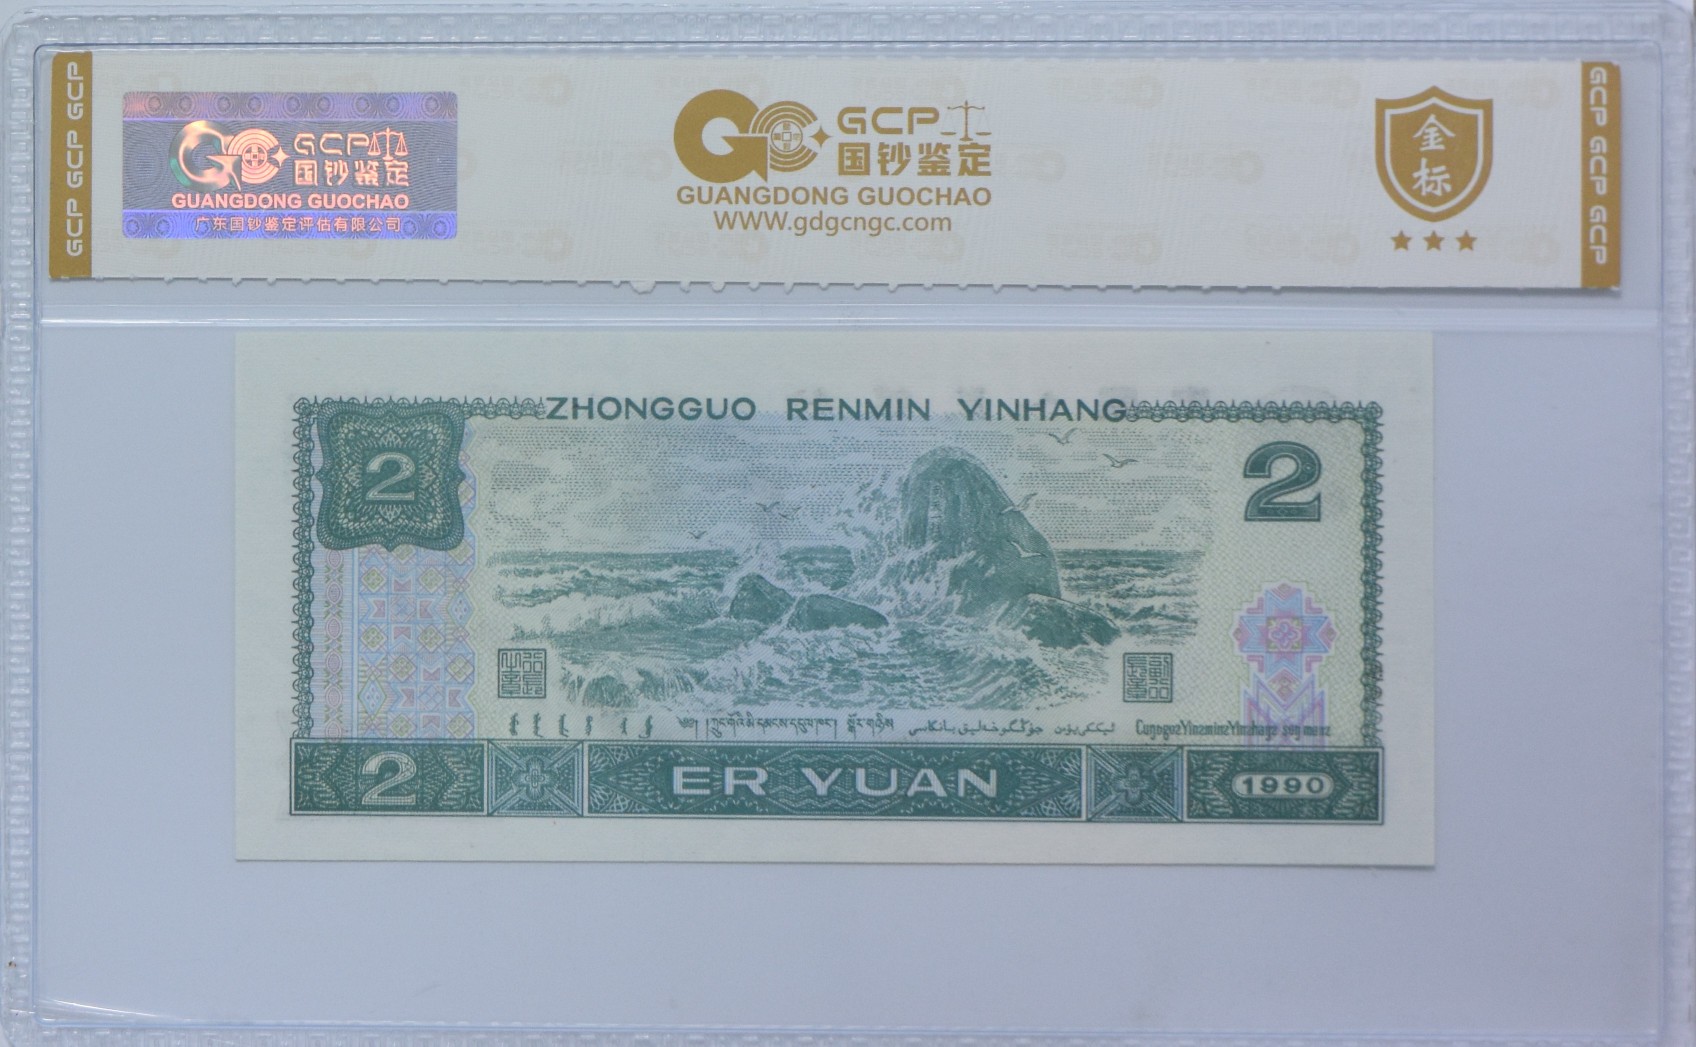 GCP GCP GCP
GCP
国钞鉴定
GUANGDONG GUOCHAO
广东国钞鉴定评估有限公司
GCP
国钞鉴定
GUANGDONG GUOCHAO
WWW.gdgcngc.com
金标
GCP GCP GCP
ZHONGGUO RENMIN YINHANG
2
2
2
ER YUAN
1990